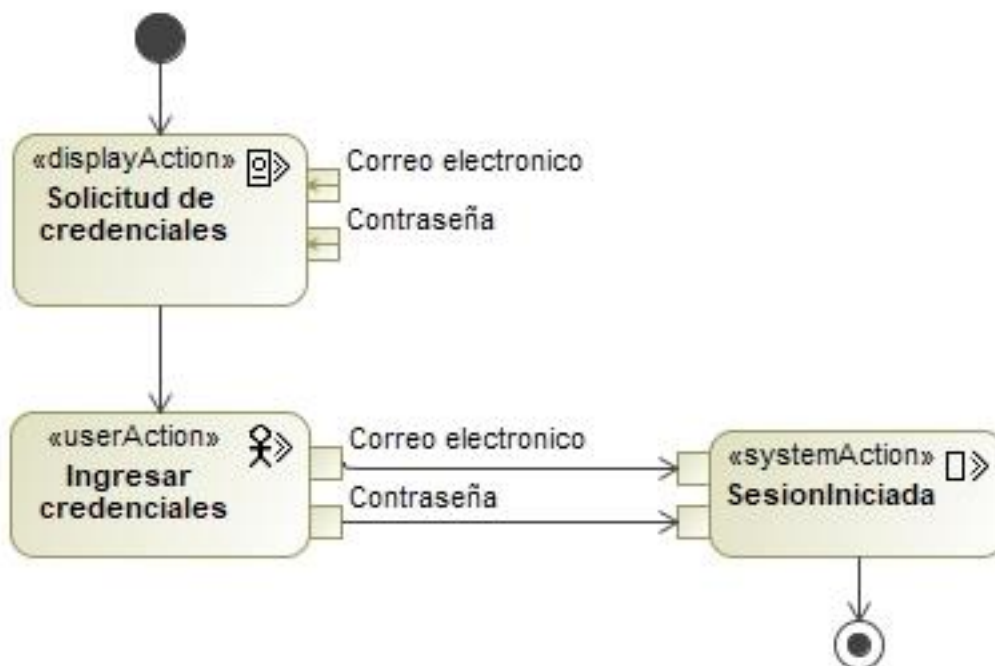 «displayAction»
Solicitud de
credenciales
Correo electronico
Contraseña
«userAction»
Ingresar
credenciales
Correo electronico
Contraseña
«systemAction»
SesionIniciada